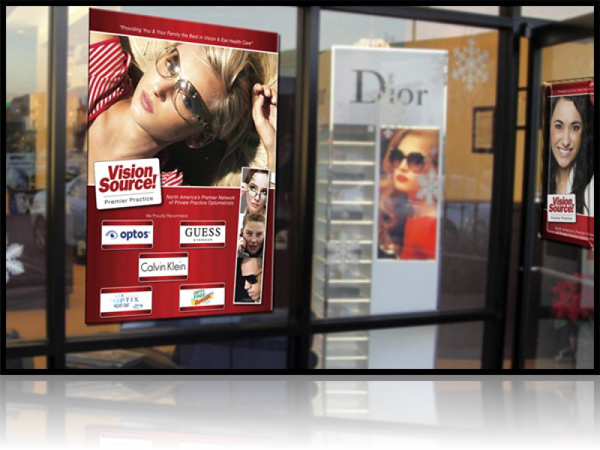 "Providing You & Your Family the Best in Vision & Eye Health Care"
Vision
Source!
Premier Practice
North America's Premier Network
of Private Practice Optometrists
We Proudly Recommend
optos
GUESS
EYEWEAR
Calvin Klein
Dior
Vision
Source!